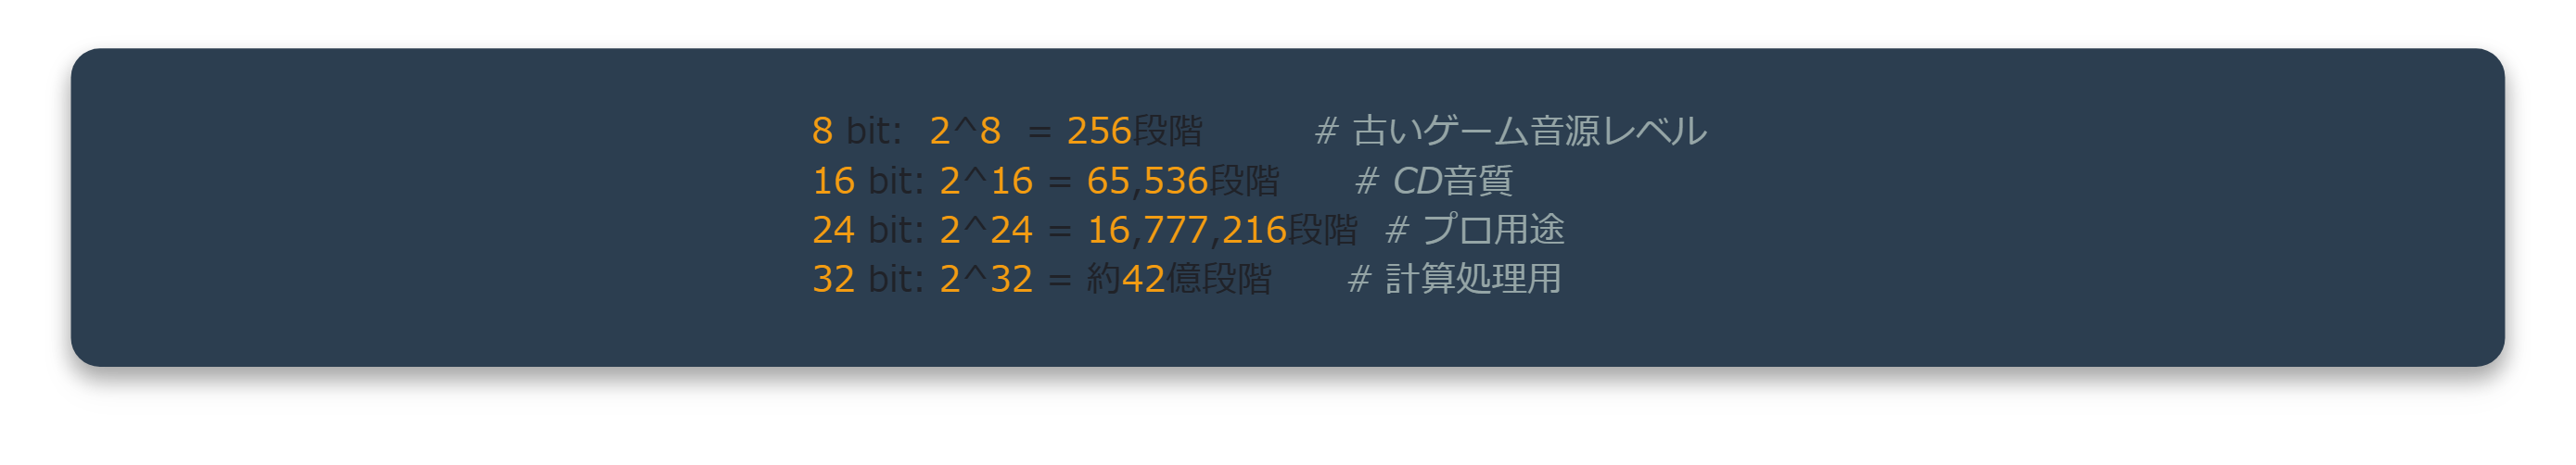 8 bit: 2^8 = 256段階 # 古いゲーム音源レベル
16 bit: 2^16 = 65,536段階 # CD音質
24 bit: 2^24 = 16,777,216段階 # プロ用途
32 bit: 2^32 = 約42億段階 # 計算処理用